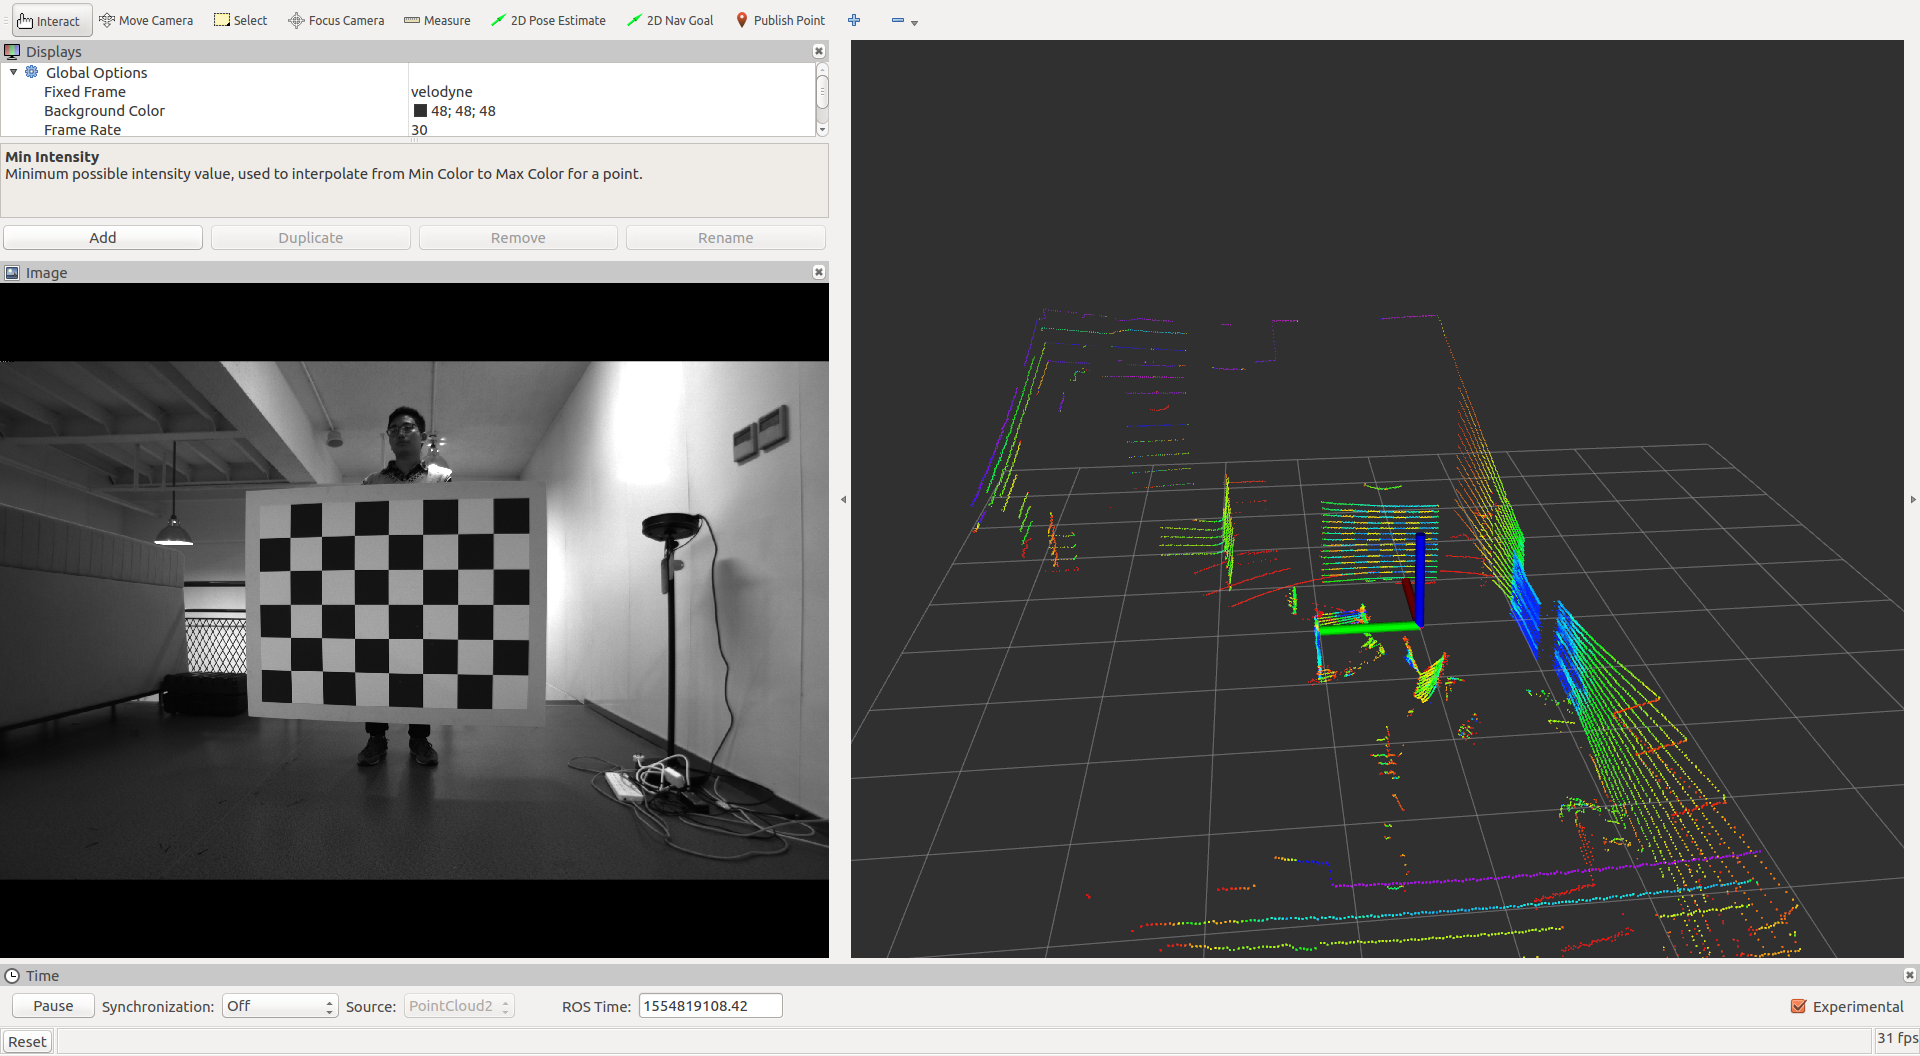 Interact Move Camera Select Focus Camera Measure 2D Pose Estimate 2D Nav Goal Publish Point
Displays
Global Options
Fixed Frame velodyne
Background Color 48; 48; 48
Frame Rate 30
Min Intensity
Minimum possible intensity value, used to interpolate from Min Color to Max Color for a point.
Add Duplicate Remove Rename
Image
Time
Pause Synchronization: Off Source: PointCloud2 ROS Time: 1554819108.42 Experimental
Reset 31 fps